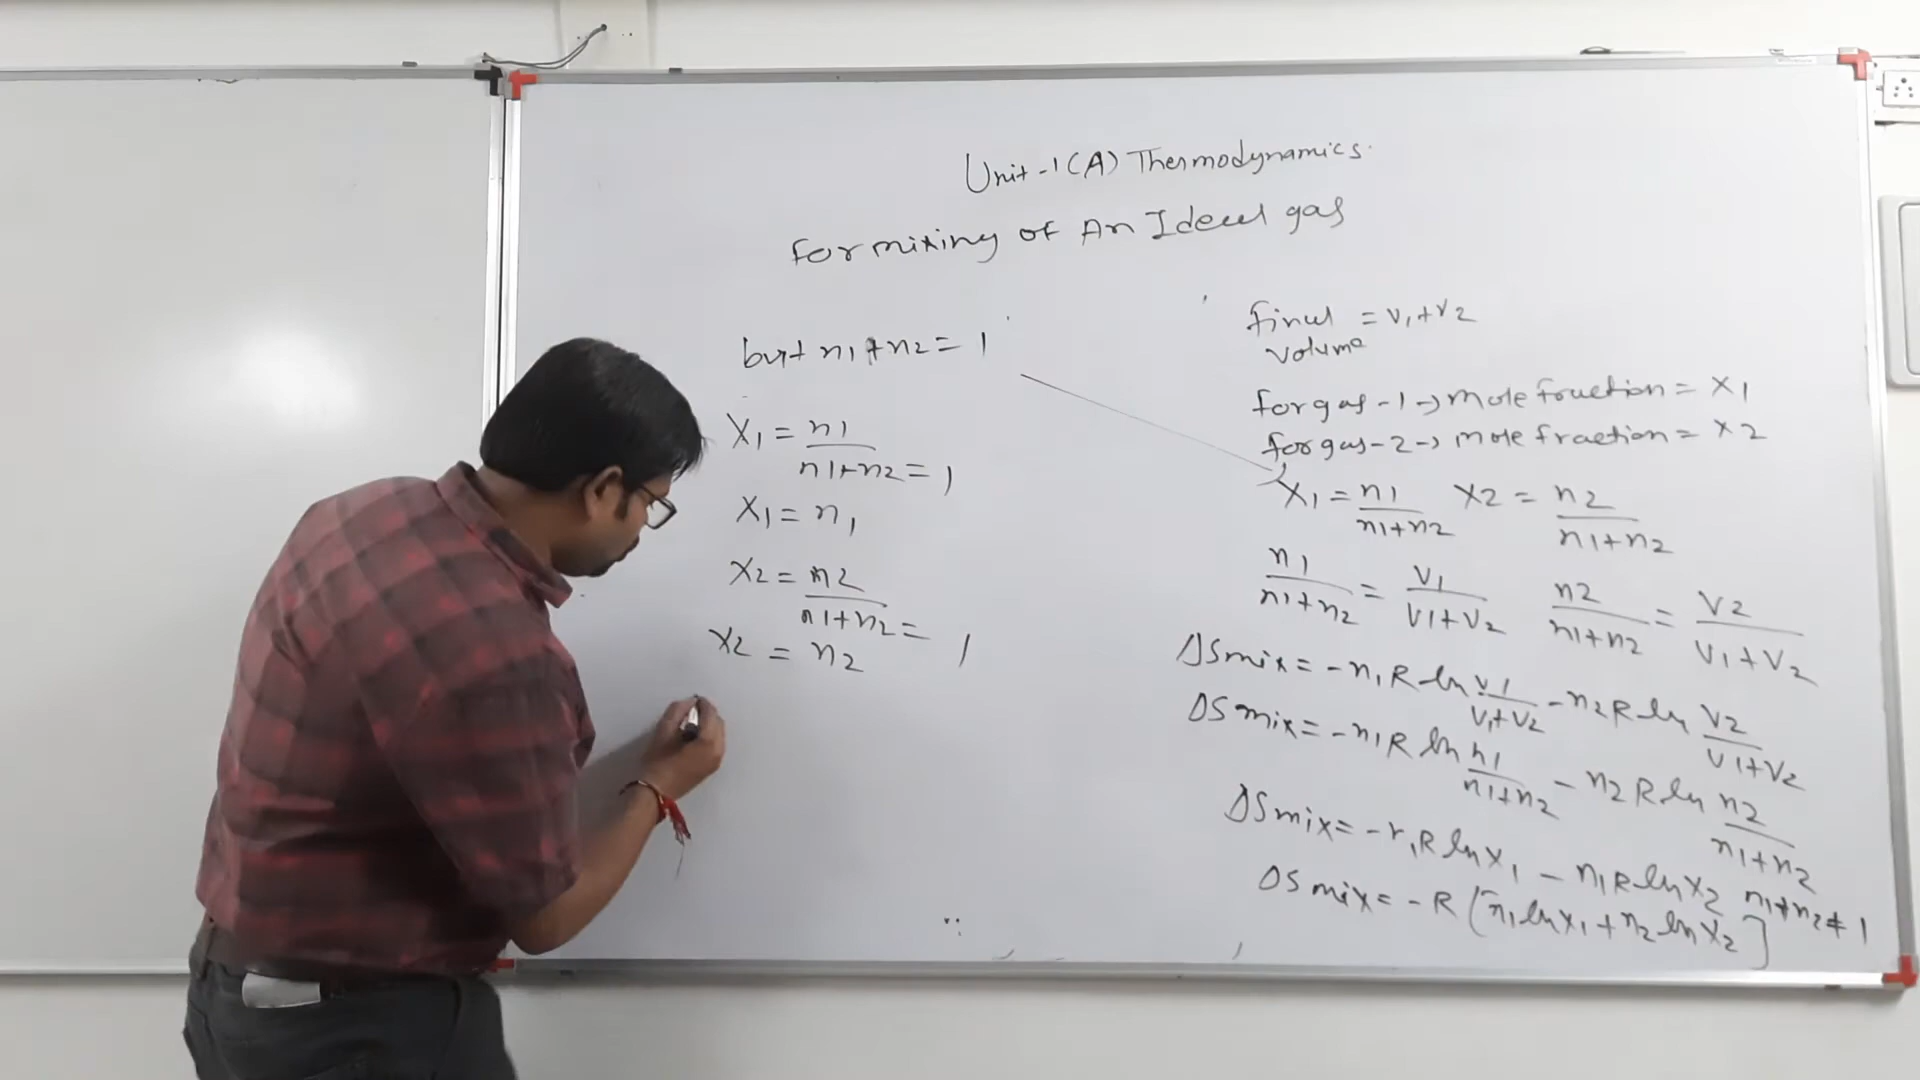 Unit-1(A) Thermodynamics.
For mixing of An Ideal gas
but n1+n2=1
X1 = n1/n1+n2=1
X1 = n1
X2 = n2/n1+n2=1
X2 = n2
final volume = V1+V2
for gas-1→ mole fraction = X1
for gas-2→ mole fraction = X2
X1 = n1/n1+n2 X2 = n2/n1+n2
n1/n1+n2 = V1/V1+V2 n2/n1+n2 = V2/V1+V2
ΔSmix = -n1R ln V1/V1+V2 - n2R ln V2/V1+V2
ΔSmix = -n1R ln n1/n1+n2 - n2R ln n2/n1+n2
ΔSmix = -n1R ln X1 - n1R ln X2 n1+n2≠1
ΔSmix = -R [n1 ln X1 + n2 ln X2]